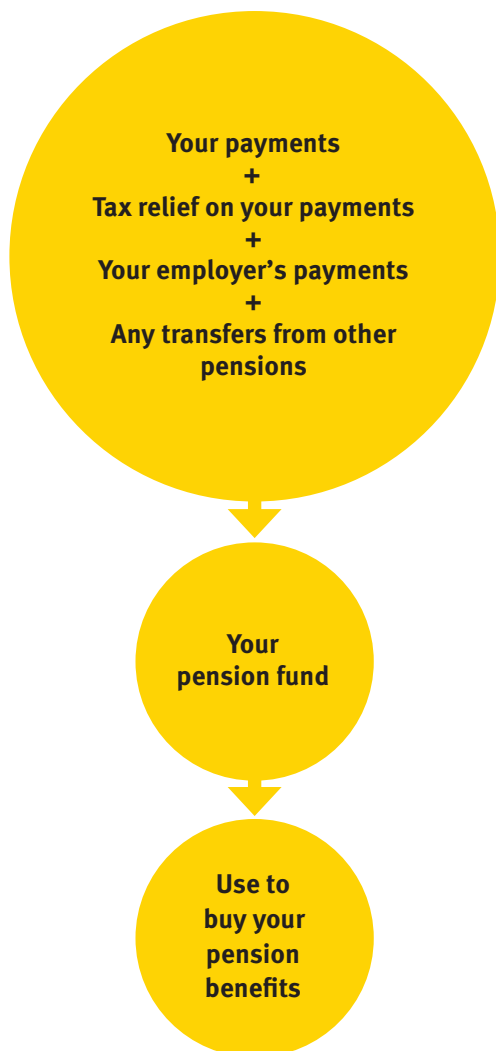 Your payments
+
Tax relief on your payments
+
Your employer’s payments
+
Any transfers from other
pensions
Your
pension fund
Use to
buy your
pension
benefits